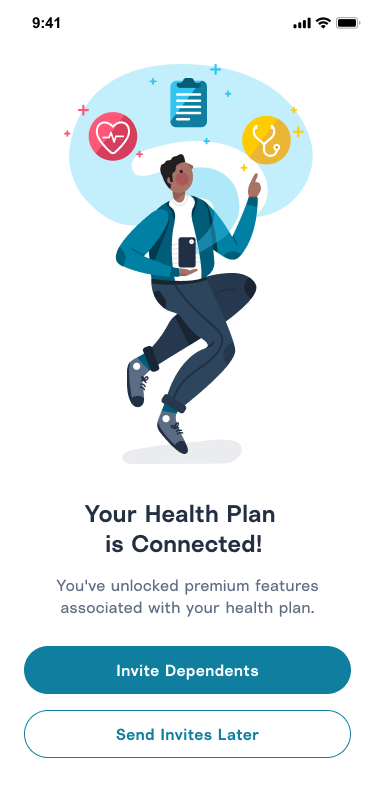 9:41
Your Health Plan
is Connected!
You've unlocked premium features
associated with your health plan.
Invite Dependents
Send Invites Later